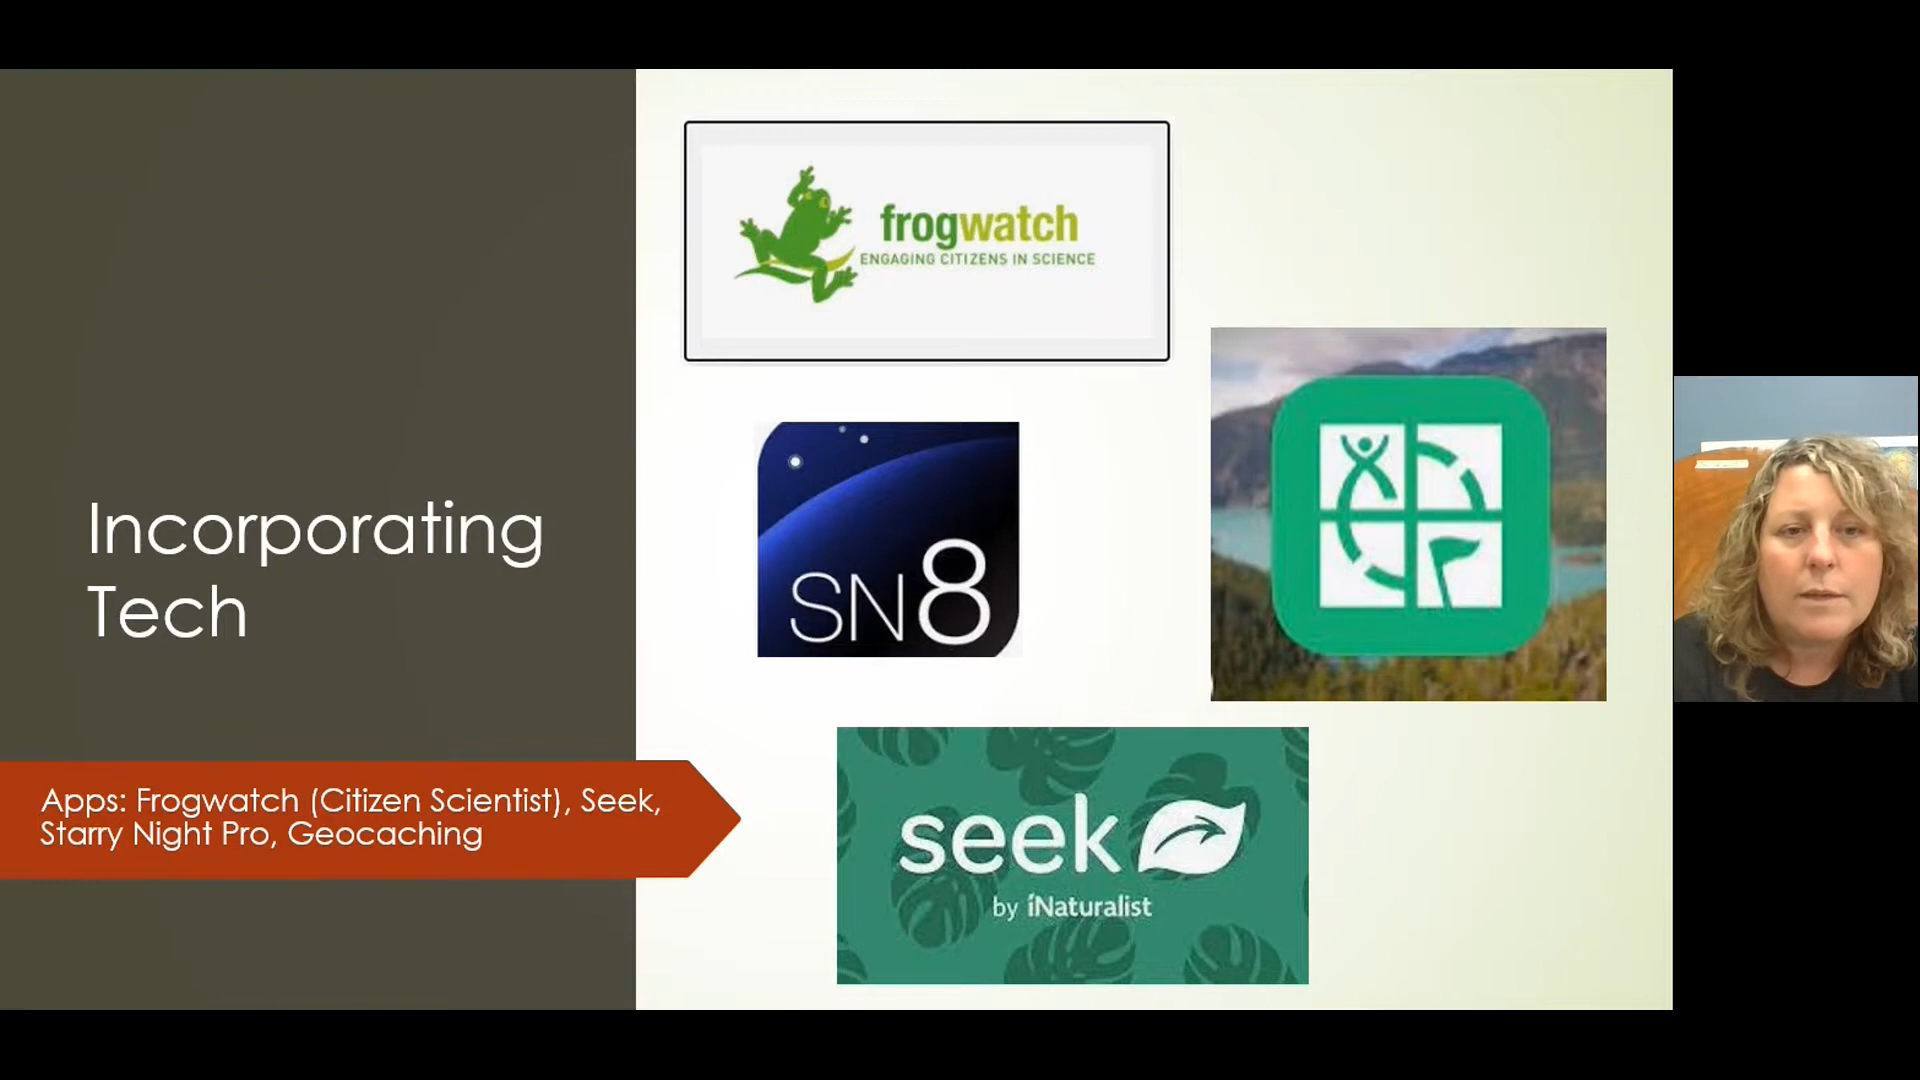 Incorporating
Tech
Apps: Frogwatch (Citizen Scientist), Seek,
Starry Night Pro, Geocaching
frogwatch
ENGAGING CITIZENS IN SCIENCE
SN8
seek
by iNaturalist